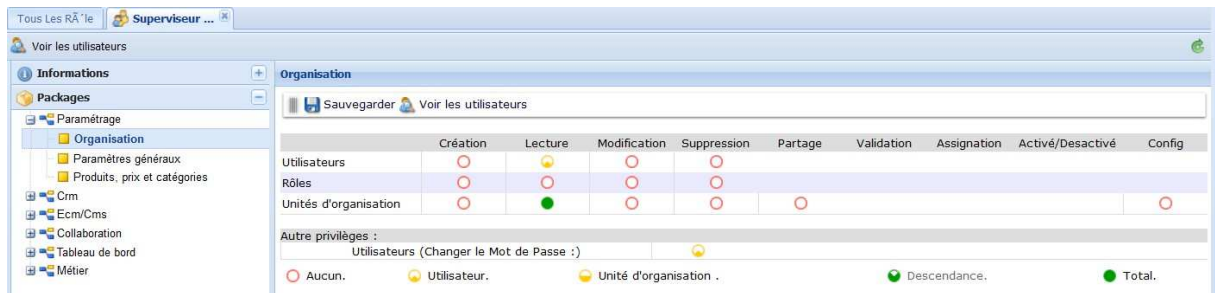 Tous Les RÃ´le Superviseur ...
Voir les utilisateurs
Informations
Packages
Paramétrage
Organisation
Paramètres généraux
Produits, prix et catégories
Crm
Ecm/Cms
Collaboration
Tableau de bord
Métier
Organisation
Sauvegarder Voir les utilisateurs
Création Lecture Modification Suppression Partage Validation Assignation Activé/Desactivé Config
Utilisateurs
Rôles
Unités d'organisation
Autre privilèges :
Utilisateurs (Changer le Mot de Passe :)
Aucun. Utilisateur. Unité d'organisation . Descendance. Total.